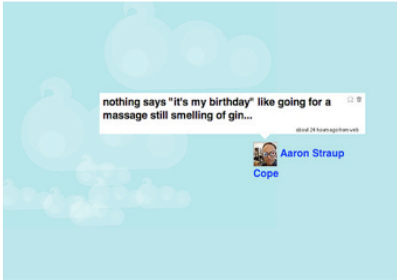 nothing says "it's my birthday" like going for a
massage still smelling of gin...
about 24 hours ago from web
Aaron Straup
Cope